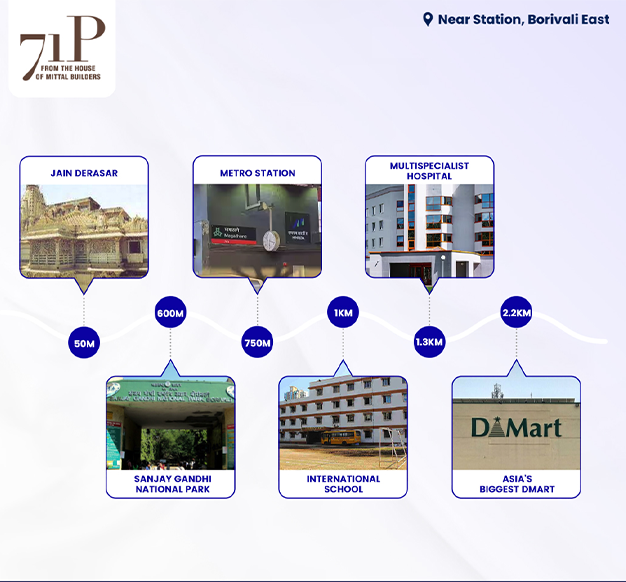 71P
FROM THE HOUSE
OF MITTAL BUILDERS
Near Station, Borivali East
JAIN DERASAR
METRO STATION
MULTISPECIALIST
HOSPITAL
Magathane
50M
600M
750M
1KM
1.3KM
2.2KM
DMart
SANJAY GANDHI
NATIONAL PARK
INTERNATIONAL
SCHOOL
ASIA'S
BIGGEST DMART